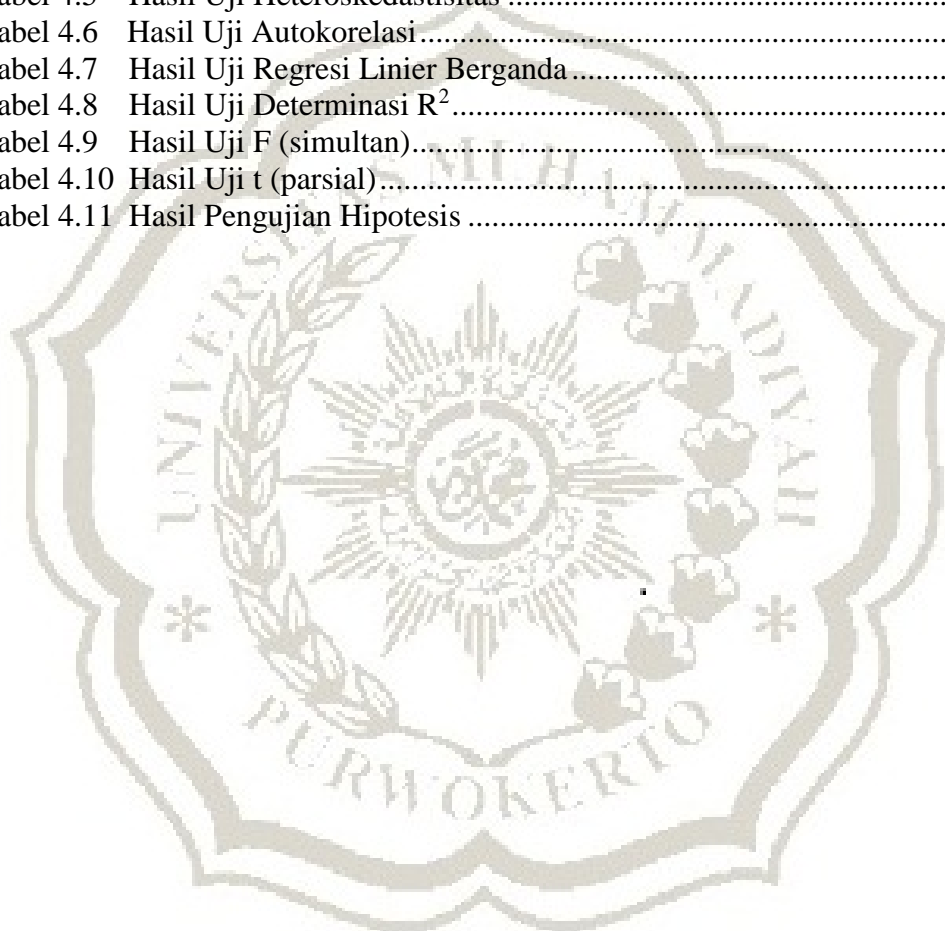 abel 4.5 Hasil Uji Heteroskedastisitas ..........................................................
abel 4.6 Hasil Uji Autokorelasi..........................................................
abel 4.7 Hasil Uji Regresi Linier Berganda..........................................................
abel 4.8 Hasil Uji Determinasi R²..........................................................
abel 4.9 Hasil Uji F (simultan)..........................................................
abel 4.10 Hasil Uji t (parsial)..........................................................
abel 4.11 Hasil Pengujian Hipotesis ..........................................................
UNIVERSITAS MUHAMMADIYAH
PURWOKERTO